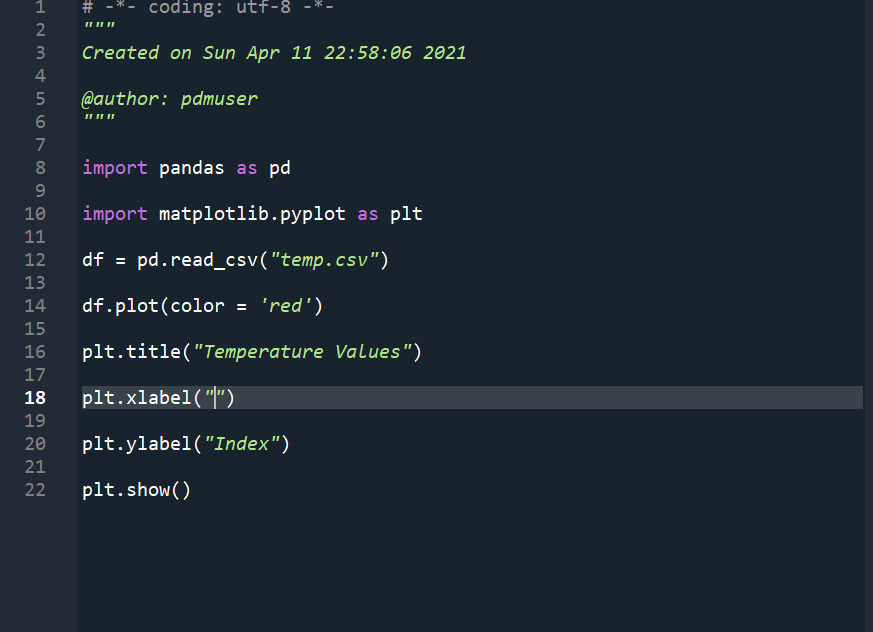 1 # -*- coding: utf-8 -*-
2 """
3 Created on Sun Apr 11 22:58:06 2021
4
5 @author: pdmuser
6 """
7
8 import pandas as pd
9
10 import matplotlib.pyplot as plt
11
12 df = pd.read_csv("temp.csv")
13
14 df.plot(color = 'red')
15
16 plt.title("Temperature Values")
17
18 plt.xlabel("")
19
20 plt.ylabel("Index")
21
22 plt.show()